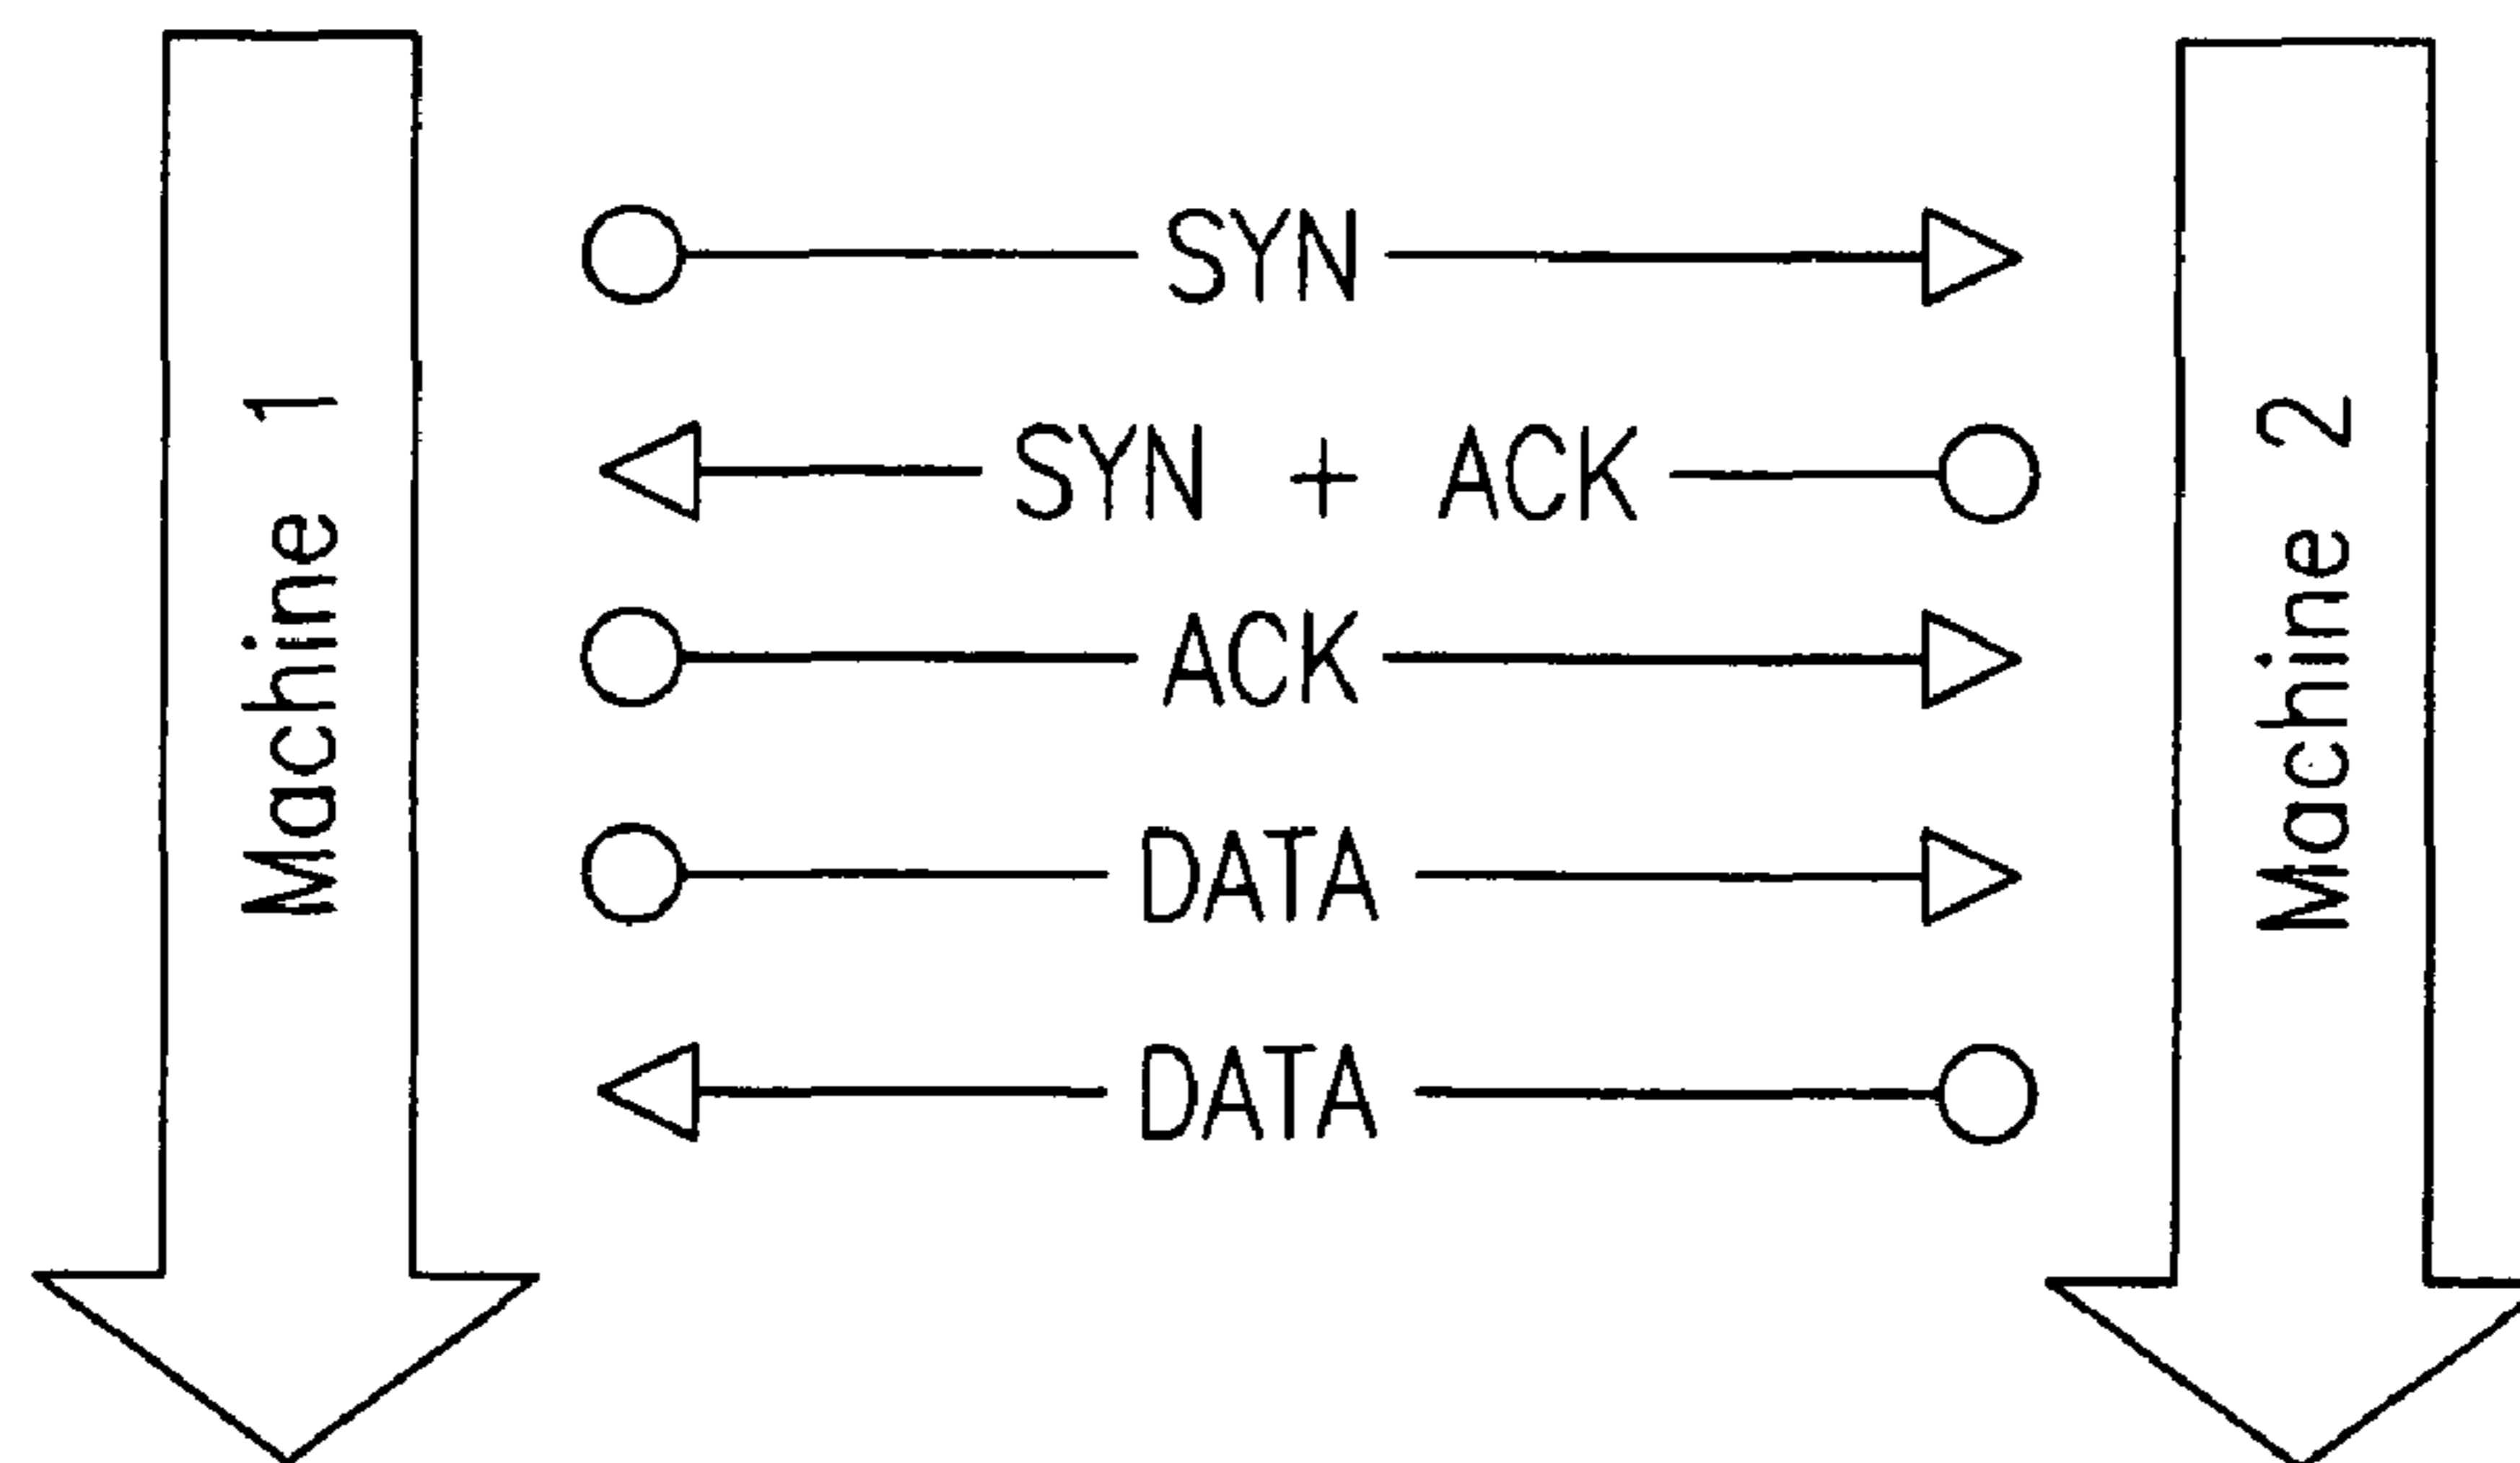 Machine 1
SYN
SYN + ACK
ACK
DATA
DATA
Machine 2